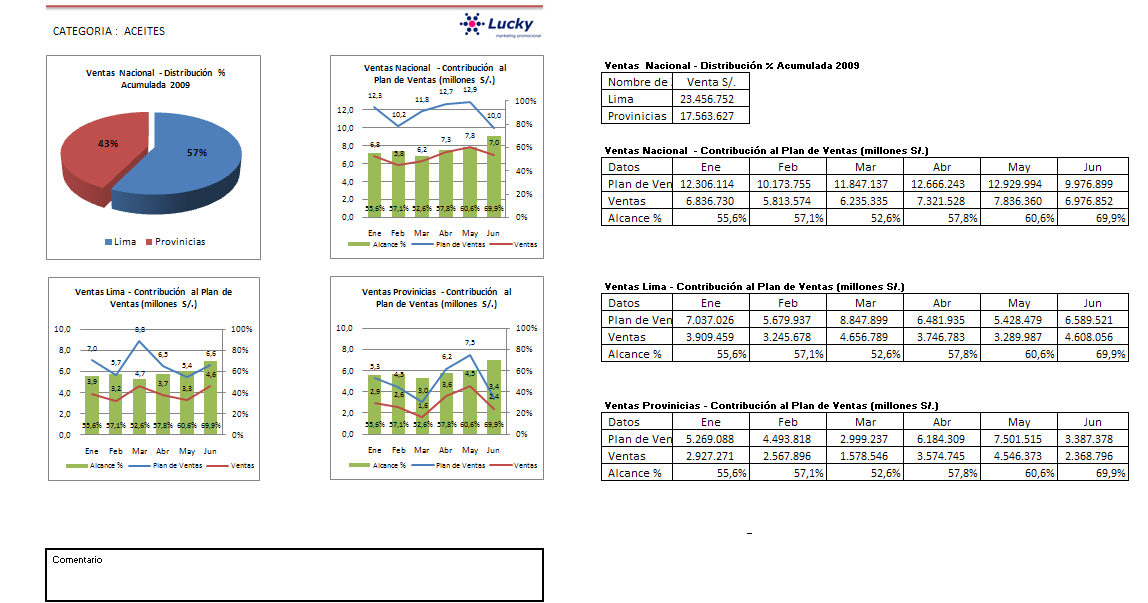 CATEGORIA : ACEITES
Lucky
marketing promocional
Ventas Nacional - Distribución %
Acumulada 2009
43%
57%
Lima Provinicias
Ventas Nacional - Contribución al
Plan de Ventas (millones S/.)
12,3 10,2 11,8 12,7 12,9 10,0
6,8 5,8 6,2 7,3 7,8 7,0
12,0 100%
10,0 80%
8,0 60%
6,0 40%
4,0 20%
2,0 0%
0,0
55,6% 57,1% 52,6% 57,8% 60,6% 69,9%
Ene Feb Mar Abr May Jun
Alcance % Plan de Ventas Ventas
Ventas Lima - Contribución al Plan de
Ventas (millones S/.)
10,0 100%
8,0 80%
6,0 60%
4,0 40%
2,0 20%
0,0 0%
7,0 5,7 8,8 6,5 5,4 6,6
3,9 3,2 4,7 3,7 3,3 4,6
55,6% 57,1% 52,6% 57,8% 60,6% 69,9%
Ene Feb Mar Abr May Jun
Alcance % Plan de Ventas Ventas
Ventas Provinicias - Contribución al
Plan de Ventas (millones S/.)
10,0 100%
8,0 80%
6,0 60%
4,0 40%
2,0 20%
0,0 0%
5,3 4,5 3,0 6,2 7,5 3,4
2,9 2,6 1,6 3,6 4,5 2,4
55,6% 57,1% 52,6% 57,8% 60,6% 69,9%
Ene Feb Mar Abr May Jun
Alcance % Plan de Ventas Ventas
Comentario
Ventas Nacional - Distribución % Acumulada 2009
Nombre de Venta S/.
Lima 23.456.752
Provinicias 17.563.627
Ventas Nacional - Contribución al Plan de Ventas (millones S/.)
Datos Ene Feb Mar Abr May Jun
Plan de Ven 12.306.114 10.173.755 11.847.137 12.666.243 12.929.994 9.976.899
Ventas 6.836.730 5.813.574 6.235.335 7.321.528 7.836.360 6.976.852
Alcance % 55,6% 57,1% 52,6% 57,8% 60,6% 69,9%
Ventas Lima - Contribución al Plan de Ventas (millones S/.)
Datos Ene Feb Mar Abr May Jun
Plan de Ven 7.037.026 5.679.937 8.847.899 6.481.935 5.428.479 6.589.521
Ventas 3.909.459 3.245.678 4.656.789 3.746.783 3.289.987 4.608.056
Alcance % 55,6% 57,1% 52,6% 57,8% 60,6% 69,9%
Ventas Provinicias - Contribución al Plan de Ventas (millones S/.)
Datos Ene Feb Mar Abr May Jun
Plan de Ven 5.269.088 4.493.818 2.999.237 6.184.309 7.501.515 3.387.378
Ventas 2.927.271 2.567.896 1.578.546 3.574.745 4.546.373 2.368.796
Alcance % 55,6% 57,1% 52,6% 57,8% 60,6% 69,9%